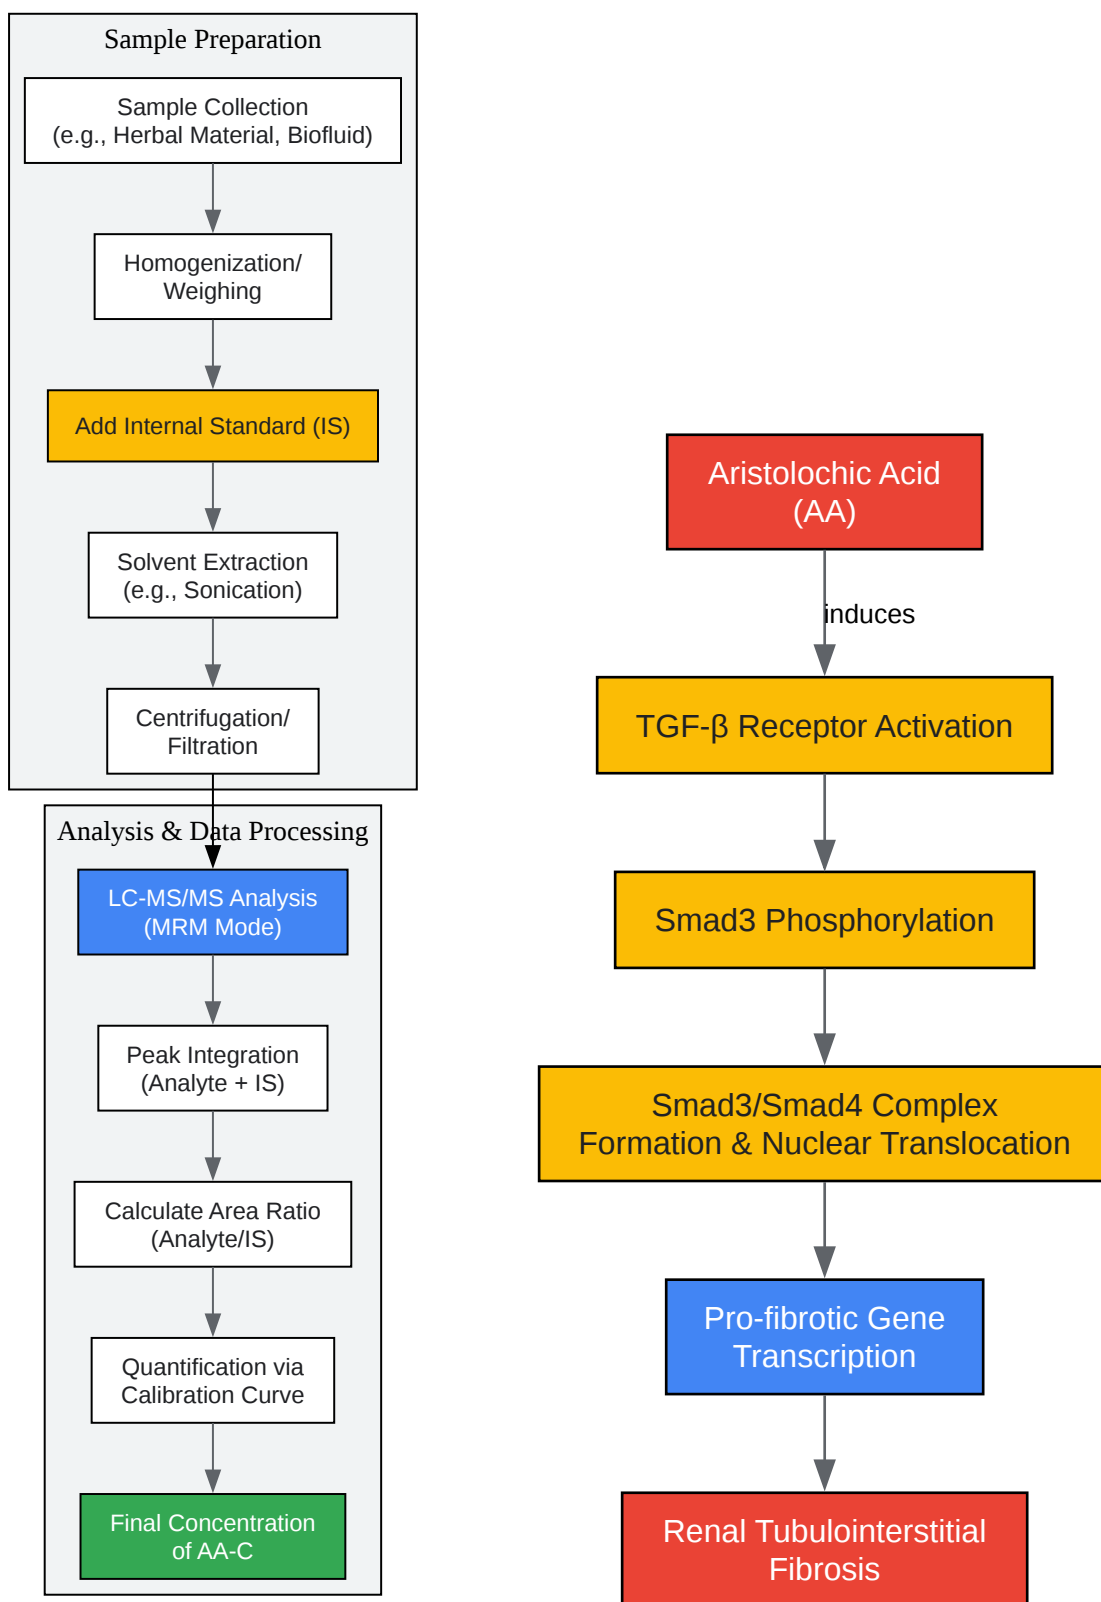 Sample Preparation
Sample Collection
(e.g., Herbal Material, Biofluid)
Homogenization/
Weighing
Add Internal Standard (IS)
Solvent Extraction
(e.g., Sonication)
Centrifugation/
Filtration
Analysis & Data Processing
LC-MS/MS Analysis
(MRM Mode)
Peak Integration
(Analyte + IS)
Calculate Area Ratio
(Analyte/IS)
Quantification via
Calibration Curve
Final Concentration
of AA-C
Aristolochic Acid
(AA)
induces
TGF-β Receptor Activation
Smad3 Phosphorylation
Smad3/Smad4 Complex
Formation & Nuclear Translocation
Pro-fibrotic Gene
Transcription
Renal Tubulointerstitial
Fibrosis